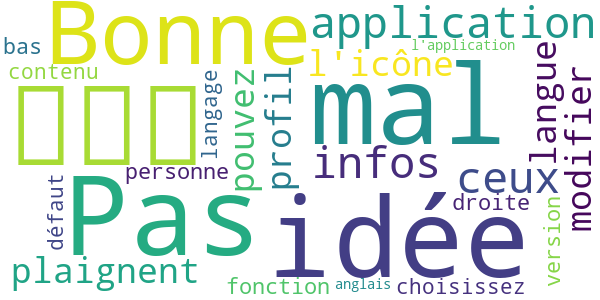 Bonne
application
bas
l'application
l'icône
contenu
langage
pouvez
profil
mal
langue
modifier
infos
personne
ceux
Pas
idée
défaut
droite
version
plaignent
fonction
anglais
choisissez